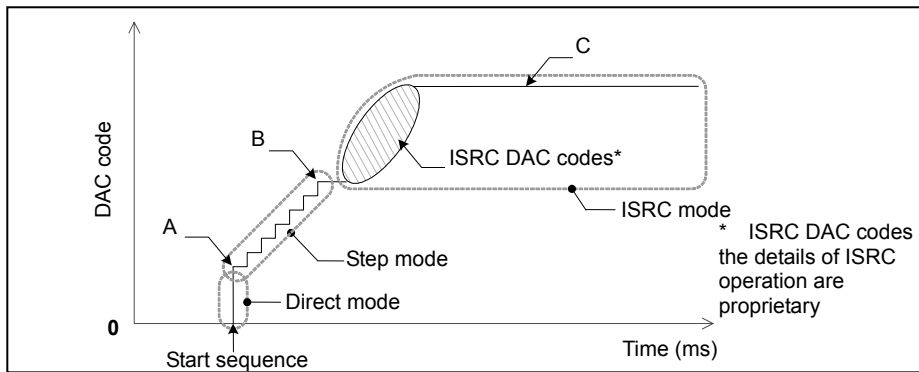 C
DAC code
B
ISRC DAC codes*
A
ISRC mode
* ISRC DAC codes
the details of ISRC
operation are
proprietary
Step mode
Direct mode
0
Start sequence
Time (ms)